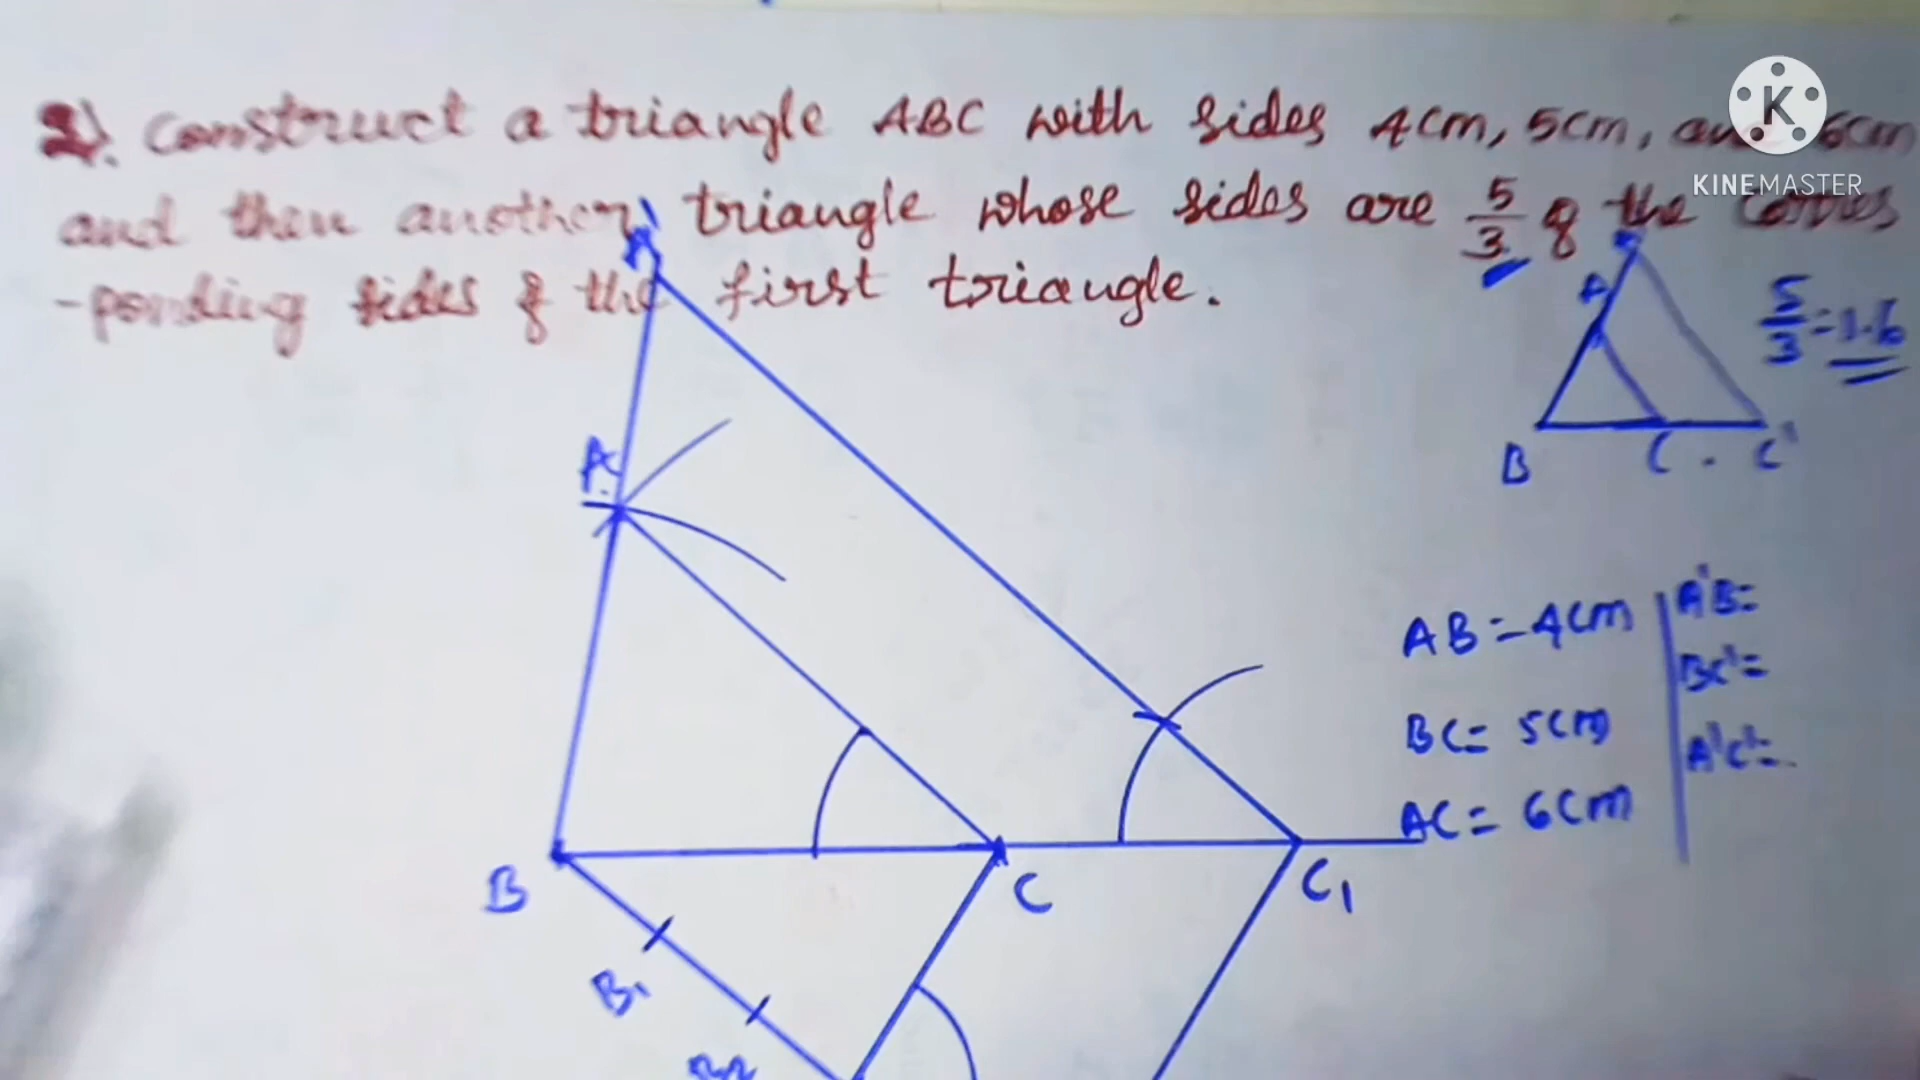 2). Construct a triangle ABC with sides 4cm, 5cm, and 6cm
and then another triangle whose sides are 5/3 of the corres
-ponding sides of the first triangle.
K
KINEMASTER
A'
A
B
C
C'
5/3 = 1.6
A
B
C
C1
B1
AB = 4cm
BC = 5cm
AC = 6cm
A'B =
BC' =
A'C' =